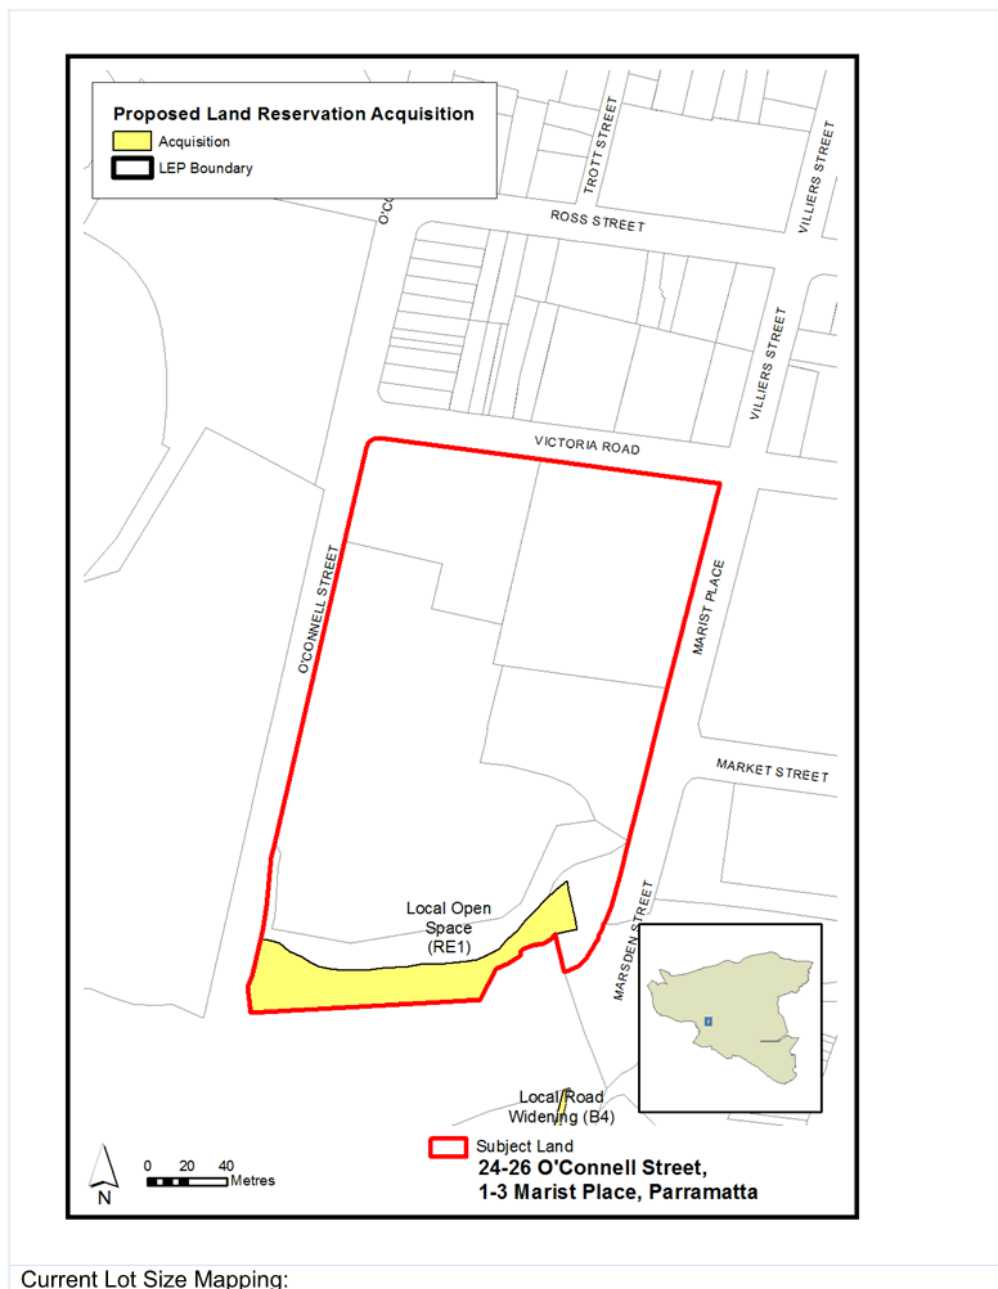 Proposed Land Reservation Acquisition
Acquisition
LEP Boundary
TROTT STREET
VILLIERS STREET
O'CO
ROSS STREET
VILLIERS STREET
VICTORIA ROAD
O'CONNELL STREET
MARIST PLACE
MARKET STREET
MARSDEN STREET
Local Open
Space
(RE1)
Local Road
Widening (B4)
Subject Land
24-26 O'Connell Street,
1-3 Marist Place, Parramatta
0 20 40
Metres
N
Current Lot Size Mapping: